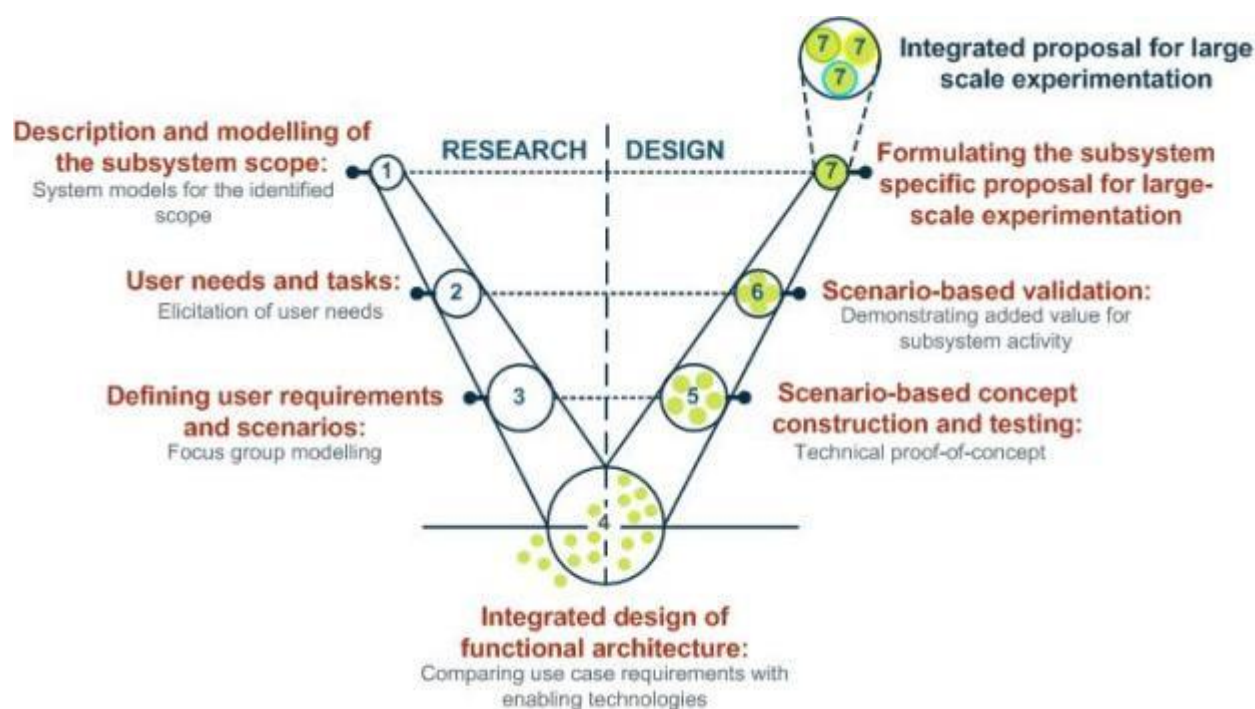 7 7
7
Integrated proposal for large
scale experimentation
Description and modelling of
the subsystem scope:
System models for the identified
scope
1
RESEARCH
DESIGN
7
Formulating the subsystem
specific proposal for large-
scale experimentation
User needs and tasks:
Elicitation of user needs
2
6
Scenario-based validation:
Demonstrating added value for
subsystem activity
Defining user requirements
and scenarios:
Focus group modelling
3
5
Scenario-based concept
construction and testing:
Technical proof-of-concept
4
Integrated design of
functional architecture:
Comparing use case requirements with
enabling technologies